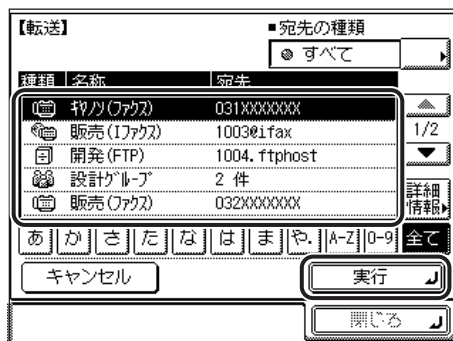 【転送】
■宛先の種類
すべて
種類 名称 宛先
ｷﾔﾉﾝ(ﾌｧｸｽ) 031XXXXXXX
販売(Iﾌｧｸｽ) 1003@ifax
1/2
開発(FTP) 1004.ftphost
設計ｸﾞﾙｰﾌﾟ 2 件
詳細情報
販売(ﾌｧｸｽ) 032XXXXXXX
あ か さ た な は ま や. A-Z 0-9 全て
キャンセル 実行
閉じる